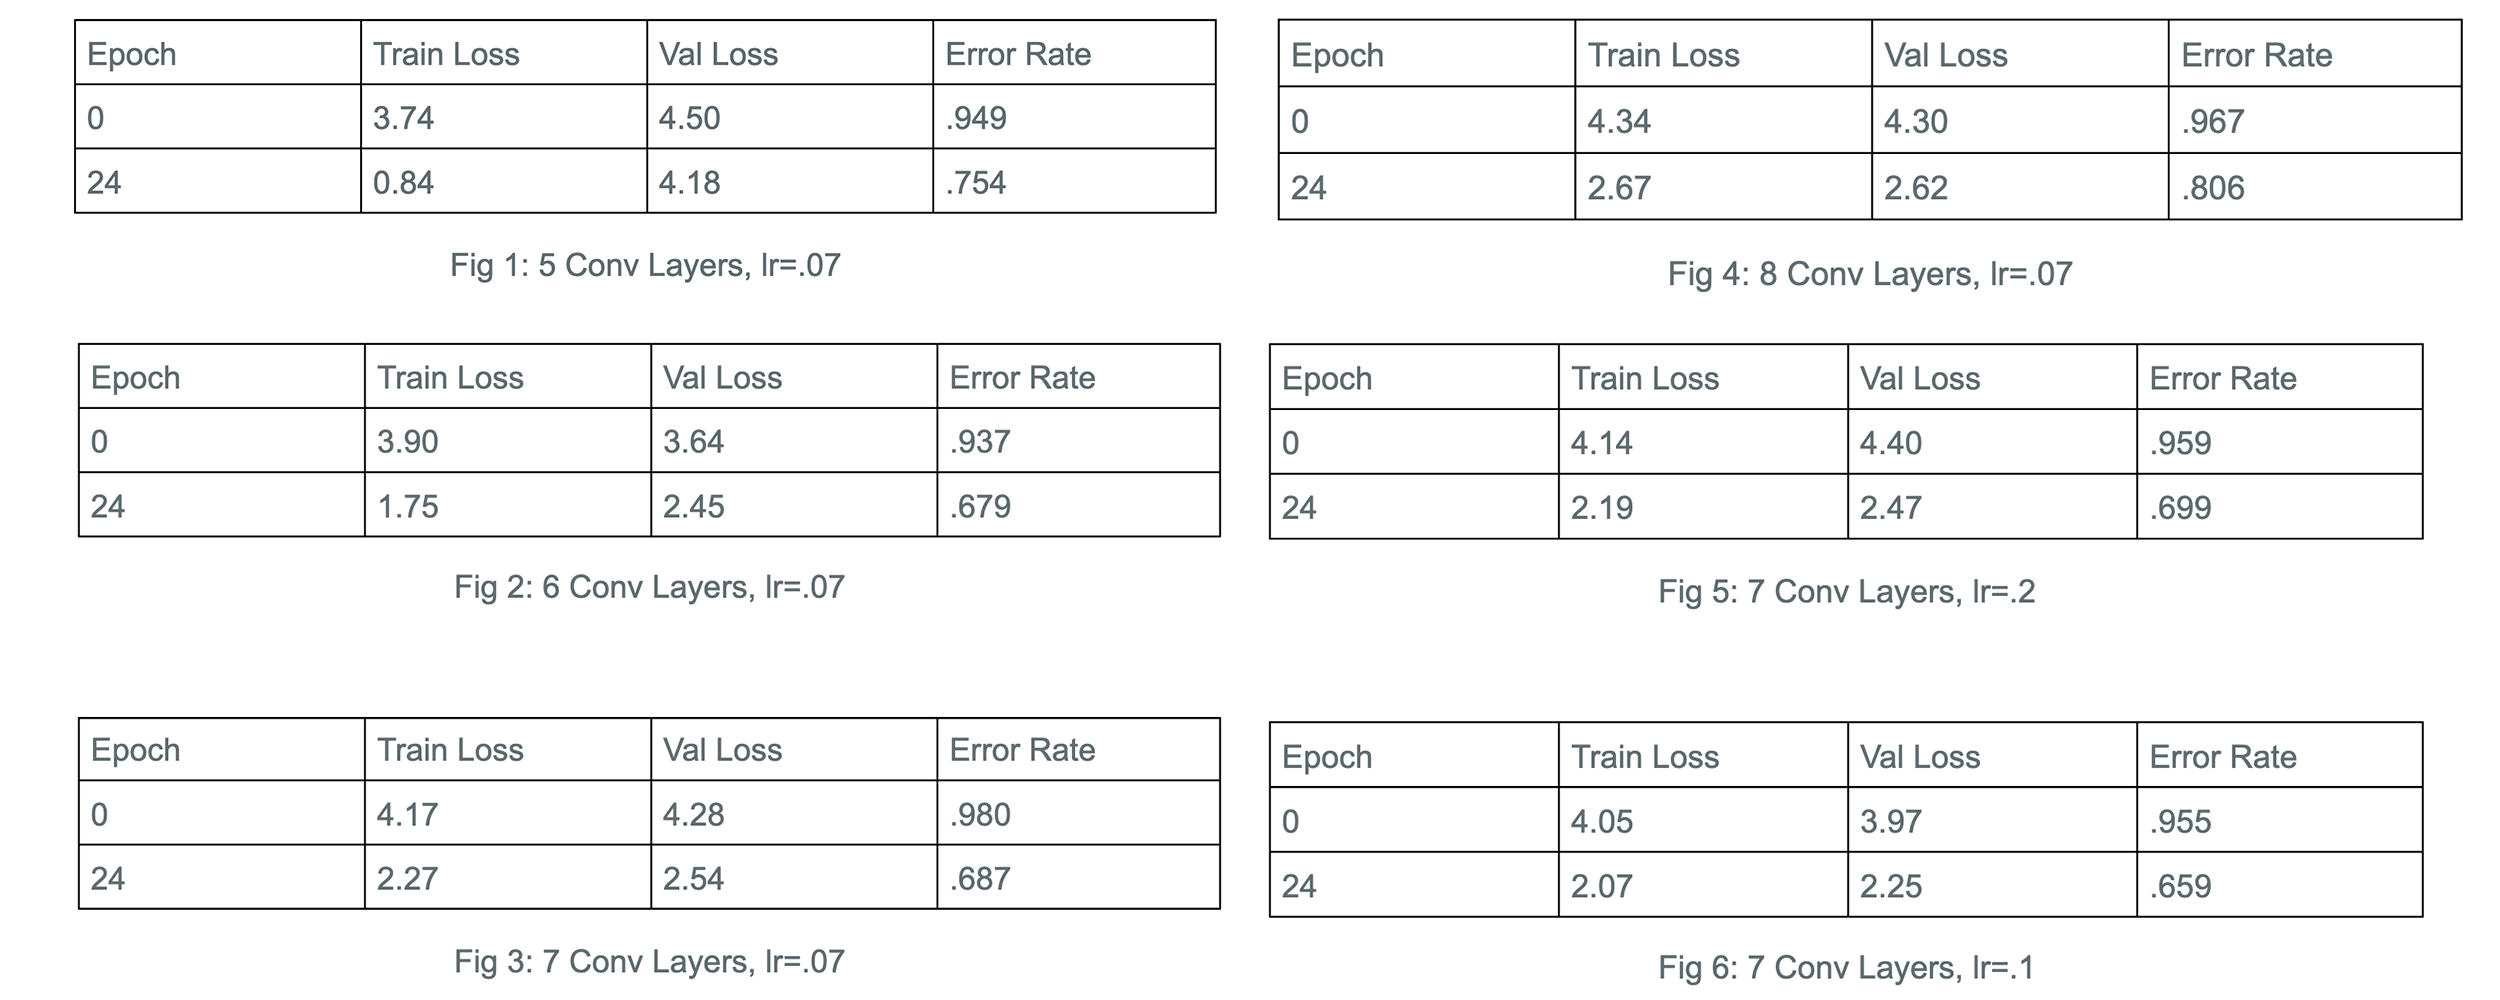 Epoch Train Loss Val Loss Error Rate
0 3.74 4.50 .949
24 0.84 4.18 .754
Fig 1: 5 Conv Layers, lr=.07
Epoch Train Loss Val Loss Error Rate
0 3.90 3.64 .937
24 1.75 2.45 .679
Fig 2: 6 Conv Layers, lr=.07
Epoch Train Loss Val Loss Error Rate
0 4.17 4.28 .980
24 2.27 2.54 .687
Fig 3: 7 Conv Layers, lr=.07
Epoch Train Loss Val Loss Error Rate
0 4.34 4.30 .967
24 2.67 2.62 .806
Fig 4: 8 Conv Layers, lr=.07
Epoch Train Loss Val Loss Error Rate
0 4.14 4.40 .959
24 2.19 2.47 .699
Fig 5: 7 Conv Layers, lr=.2
Epoch Train Loss Val Loss Error Rate
0 4.05 3.97 .955
24 2.07 2.25 .659
Fig 6: 7 Conv Layers, lr=.1